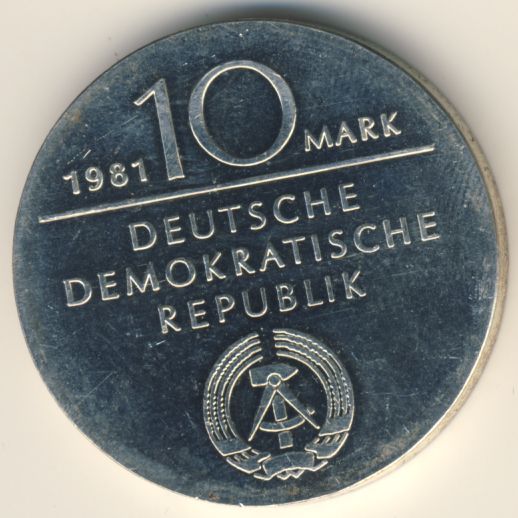 1981 10 MARK
DEUTSCHE
DEMOKRATISCHE
REPUBLIK